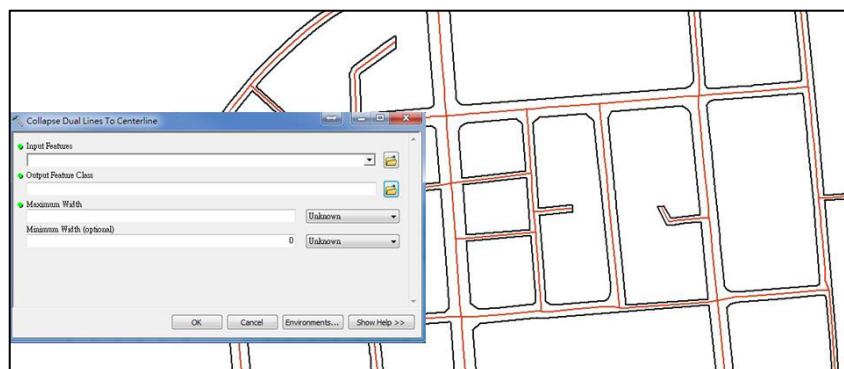 Collapse Dual Lines To Centerline
Input Features
Output Feature Class
Maximum Width
Unknown
Minimum Width (optional)
0 Unknown
OK Cancel Environments... Show Help >>